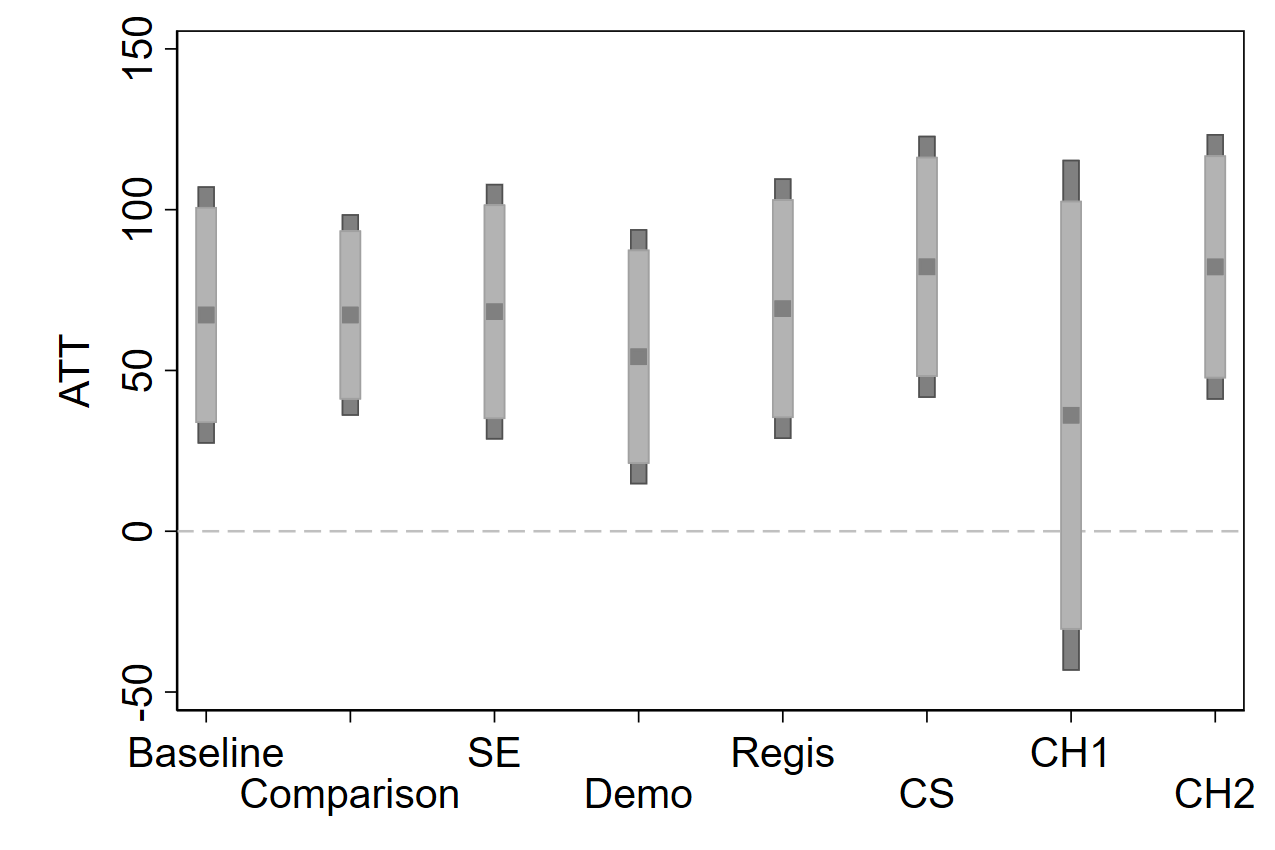 ATT
150
100
50
0
-50
Baseline
Comparison
SE
Demo
Regis
CS
CH1
CH2